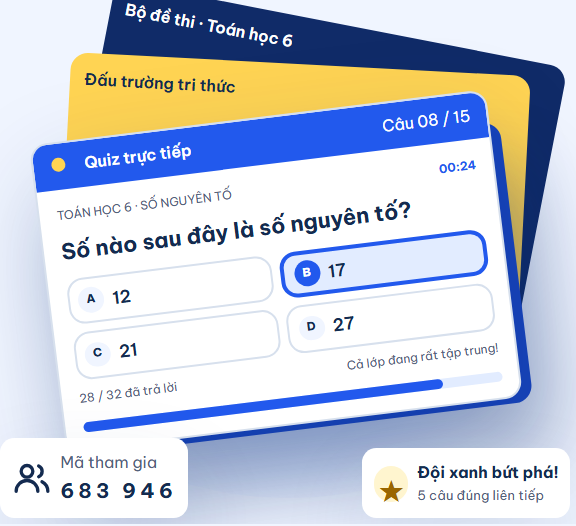 Bộ đề thi · Toán học 6
Đấu trường tri thức
Quiz trực tiếp
Câu 08 / 15
TOÁN HỌC 6 · SỐ NGUYÊN TỐ
00:24
Số nào sau đây là số nguyên tố?
A 12
B 17
C 21
D 27
28 / 32 đã trả lời
Cả lớp đang rất tập trung!
Mã tham gia
683 946
Đội xanh bứt phá!
5 câu đúng liên tiếp